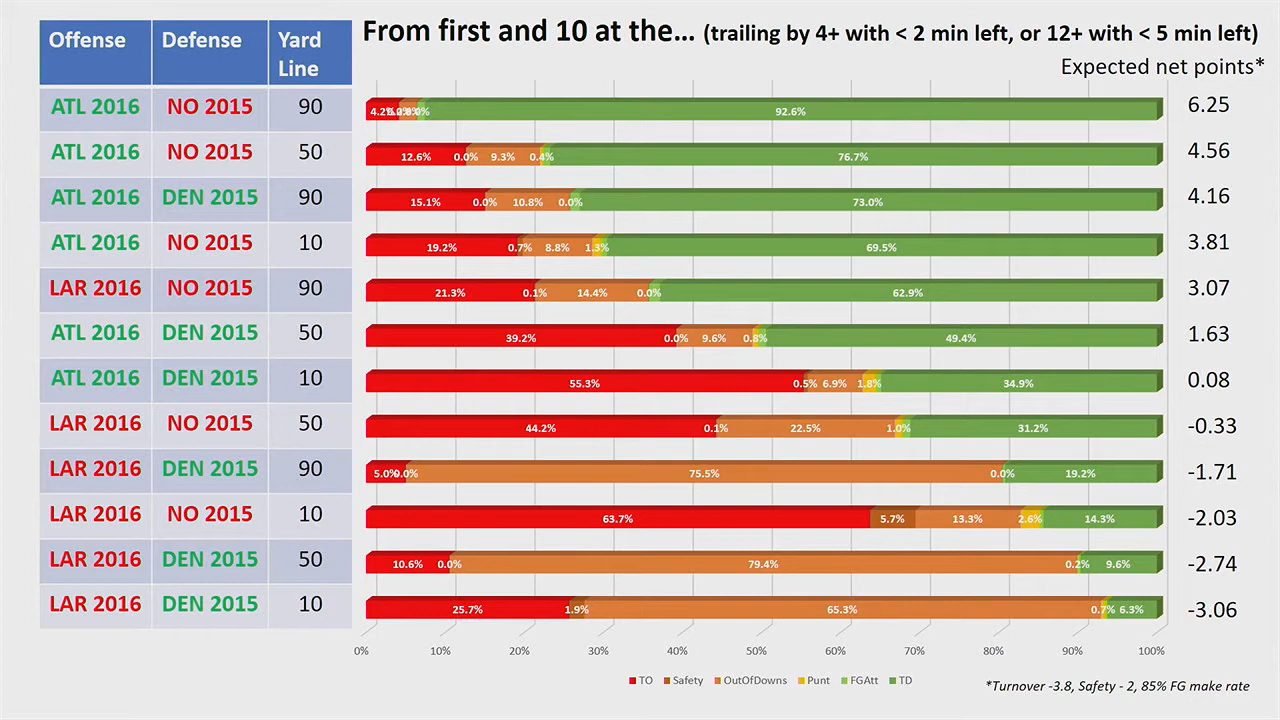 From first and 10 at the... (trailing by 4+ with < 2 min left, or 12+ with < 5 min left)
Offense Defense Yard Line
Expected net points*
ATL 2016 NO 2015 90 4.2% 92.6% 6.25
ATL 2016 NO 2015 50 12.6% 0.0% 9.3% 0.4% 76.7% 4.56
ATL 2016 DEN 2015 90 15.1% 0.0% 10.8% 0.0% 73.0% 4.16
ATL 2016 NO 2015 10 19.2% 0.7% 8.8% 1.3% 69.5% 3.81
LAR 2016 NO 2015 90 21.3% 0.1% 14.4% 0.0% 62.9% 3.07
ATL 2016 DEN 2015 50 39.2% 0.0% 9.6% 0.8% 49.4% 1.63
ATL 2016 DEN 2015 10 55.3% 0.5% 6.9% 1.8% 34.9% 0.08
LAR 2016 NO 2015 50 44.2% 0.1% 22.5% 1.0% 31.2% -0.33
LAR 2016 DEN 2015 90 5.0% 0.0% 75.5% 0.0% 19.2% -1.71
LAR 2016 NO 2015 10 63.7% 5.7% 13.3% 2.6% 14.3% -2.03
LAR 2016 DEN 2015 50 10.6% 0.0% 79.4% 0.2% 9.6% -2.74
LAR 2016 DEN 2015 10 25.7% 1.9% 65.3% 0.7% 6.3% -3.06
0% 10% 20% 30% 40% 50% 60% 70% 80% 90% 100%
TO Safety OutOfDowns Punt FGAtt TD
*Turnover -3.8, Safety - 2, 85% FG make rate